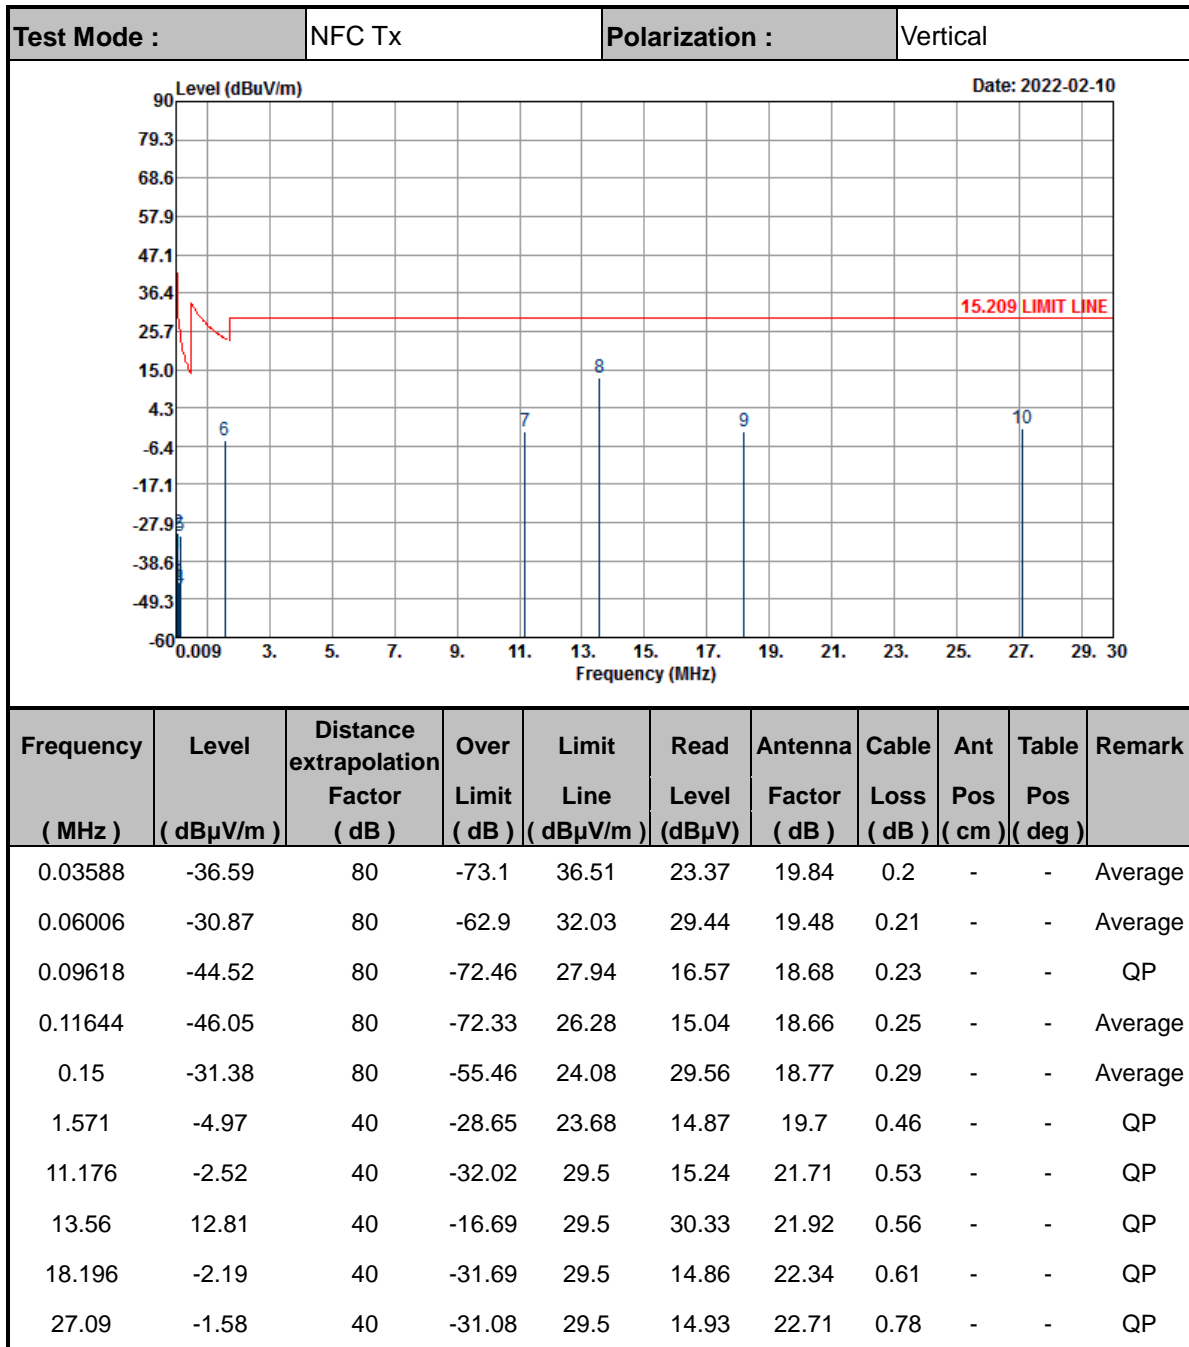 Test Mode : NFC Tx Polarization : Vertical
Level (dBuV/m) Date: 2022-02-10
90
79.3
68.6
57.9
47.1
36.4
15.209 LIMIT LINE
25.7
15.0
8
4.3
6 7 9 10
-6.4
-17.1
-27.9
-38.6
-49.3
-60
0.009 3. 5. 7. 9. 11. 13. 15. 17. 19. 21. 23. 25. 27. 29. 30
Frequency (MHz)
Frequency Level Distance extrapolation Factor Over Limit Limit Line Read Level Antenna Factor Cable Loss Ant Pos Table Pos Remark
( MHz ) ( dBµV/m ) ( dB ) ( dB ) ( dBµV/m ) (dBµV) ( dB ) ( dB ) ( cm ) ( deg )
0.03588 -36.59 80 -73.1 36.51 23.37 19.84 0.2 - - Average
0.06006 -30.87 80 -62.9 32.03 29.44 19.48 0.21 - - Average
0.09618 -44.52 80 -72.46 27.94 16.57 18.68 0.23 - - QP
0.11644 -46.05 80 -72.33 26.28 15.04 18.66 0.25 - - Average
0.15 -31.38 80 -55.46 24.08 29.56 18.77 0.29 - - Average
1.571 -4.97 40 -28.65 23.68 14.87 19.7 0.46 - - QP
11.176 -2.52 40 -32.02 29.5 15.24 21.71 0.53 - - QP
13.56 12.81 40 -16.69 29.5 30.33 21.92 0.56 - - QP
18.196 -2.19 40 -31.69 29.5 14.86 22.34 0.61 - - QP
27.09 -1.58 40 -31.08 29.5 14.93 22.71 0.78 - - QP